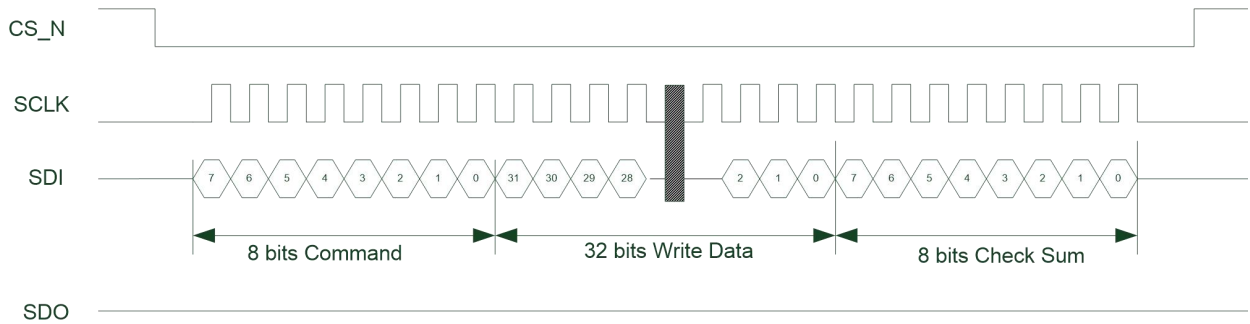 CS_N
SCLK
SDI
7 6 5 4 3 2 1 0 31 30 29 28 2 1 0 7 6 5 4 3 2 1 0
8 bits Command
32 bits Write Data
8 bits Check Sum
SDO